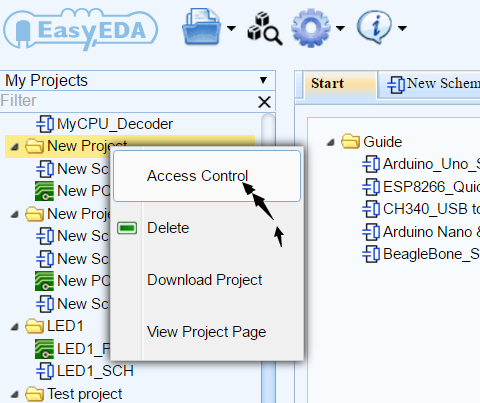 EasyEDA
My Projects
Filter
MyCPU_Decoder
New Project
New Sc
New PC
New Proje
New Sc
New Sc
New PC
New Sc
LED1
LED1_P
LED1_SCH
Test project
Access Control
Delete
Download Project
View Project Page
Start
New Schem
Guide
Arduino_Uno_S
ESP8266_Quic
CH340_USB to
Arduino Nano &
BeagleBone_S